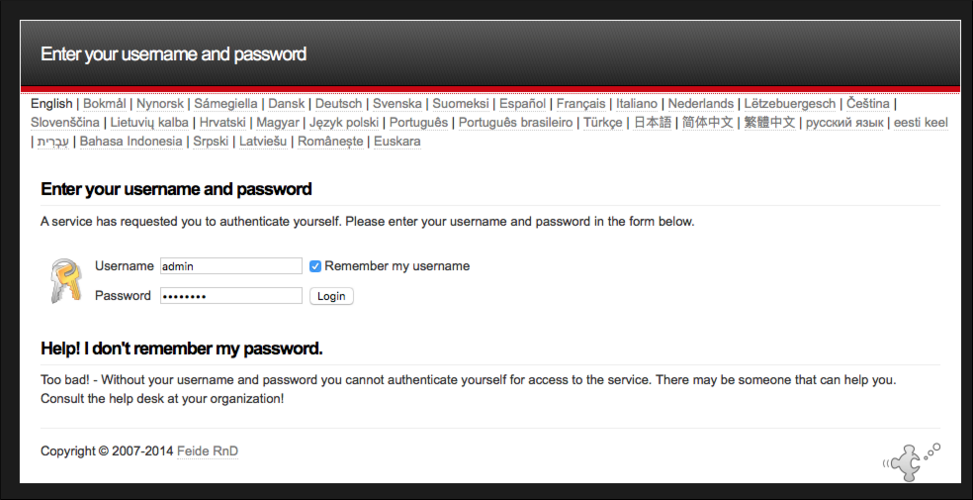 Enter your username and password
English | Bokmål | Nynorsk | Sámegiella | Dansk | Deutsch | Svenska | Suomeksi | Español | Français | Italiano | Nederlands | Lëtzebuergesch | Čeština |
Slovenščina | Lietuvių kalba | Hrvatski | Magyar | Język polski | Português | Português brasileiro | Türkçe | 日本語 | 简体中文 | 繁體中文 | русский язык | eesti keel
| עִבְרִית | Bahasa Indonesia | Srpski | Latviešu | Românește | Euskara
Enter your username and password
A service has requested you to authenticate yourself. Please enter your username and password in the form below.
Username admin Remember my username
Password •••••••• Login
Help! I don't remember my password.
Too bad! - Without your username and password you cannot authenticate yourself for access to the service. There may be someone that can help you.
Consult the help desk at your organization!
Copyright © 2007-2014 Feide RnD